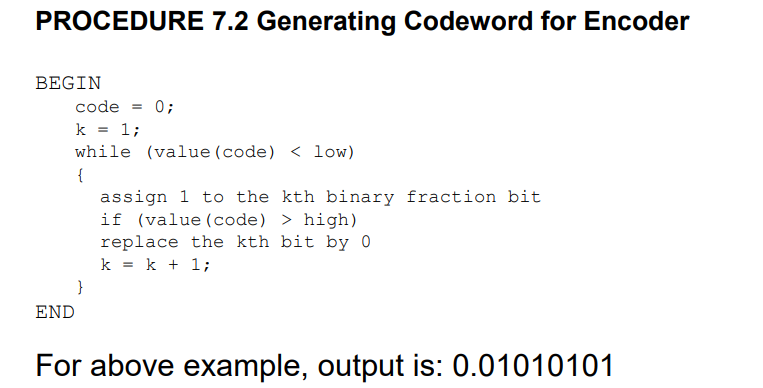 PROCEDURE 7.2 Generating Codeword for Encoder
BEGIN
code = 0;
k = 1;
while (value(code) < low)
{
assign 1 to the kth binary fraction bit
if (value(code) > high)
replace the kth bit by 0
k = k + 1;
}
END
For above example, output is: 0.01010101